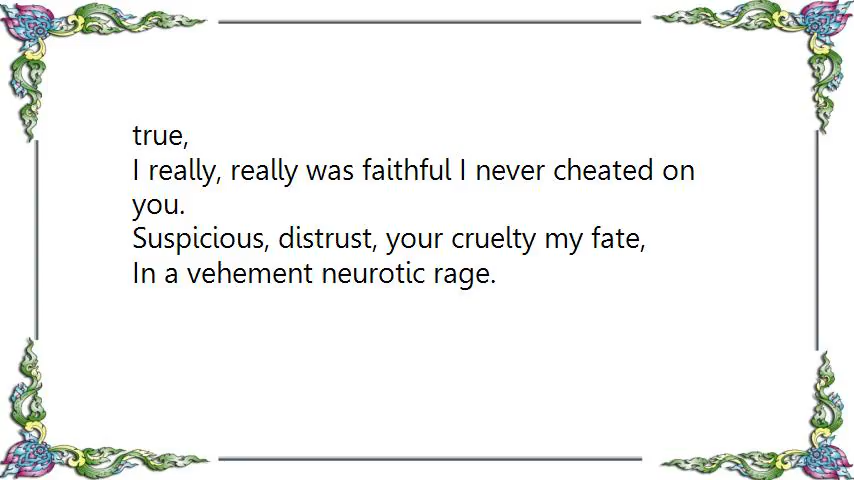 true,
I really, really was faithful I never cheated on
you.
Suspicious, distrust, your cruelty my fate,
In a vehement neurotic rage.